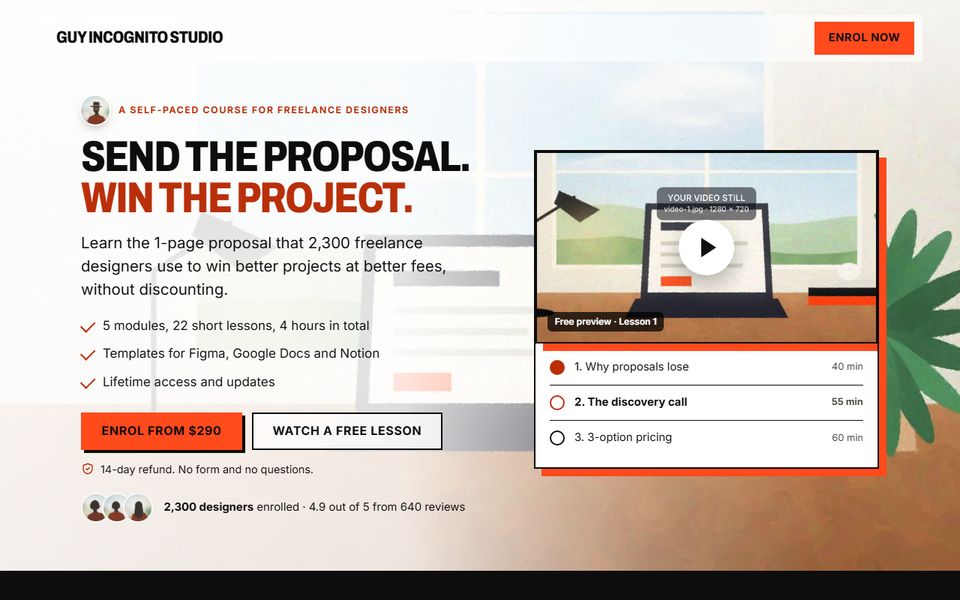 GUY INCOGNITO STUDIO
ENROL NOW
A SELF-PACED COURSE FOR FREELANCE DESIGNERS
SEND THE PROPOSAL.
WIN THE PROJECT.
Learn the 1-page proposal that 2,300 freelance
designers use to win better projects at better fees,
without discounting.
5 modules, 22 short lessons, 4 hours in total
Templates for Figma, Google Docs and Notion
Lifetime access and updates
ENROL FROM $290
WATCH A FREE LESSON
14-day refund. No form and no questions.
2,300 designers enrolled · 4.9 out of 5 from 640 reviews
YOUR VIDEO STILL
video-1.jpg · 1280 × 720
Free preview · Lesson 1
1. Why proposals lose 40 min
2. The discovery call 55 min
3. 3-option pricing 60 min